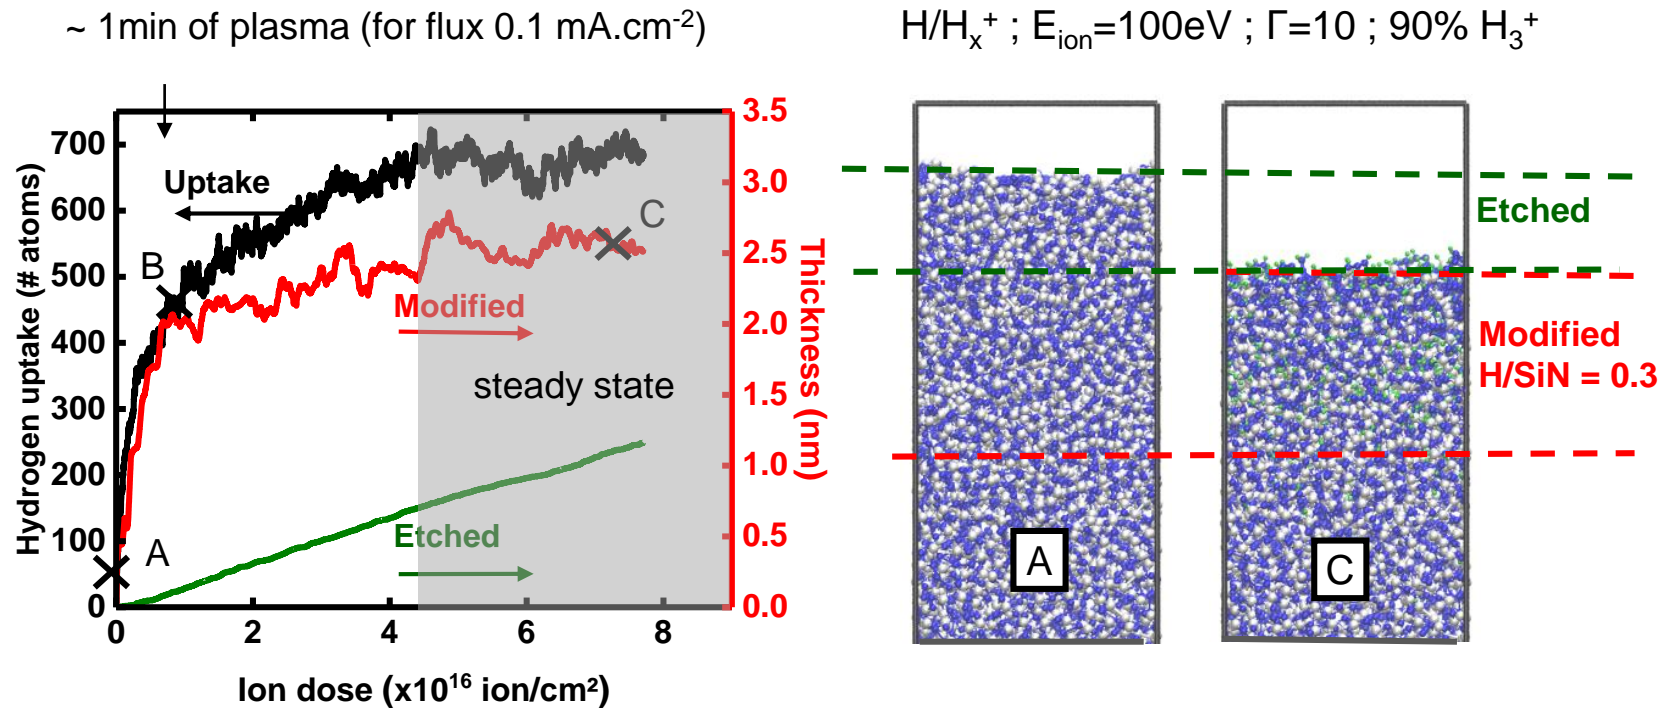 ~ 1min of plasma (for flux 0.1 mA.cm⁻²)
H/Hₓ⁺ ; Eᵢₒₙ=100eV ; Γ=10 ; 90% H₃⁺
Hydrogen uptake (# atoms)
700
600
500
400
300
200
100
0
0
2
4
6
8
Ion dose (x10¹⁶ ion/cm²)
3.5
3.0
2.5
2.0
1.5
1.0
0.5
0.0
Thickness (nm)
Uptake
B
C
Modified
steady state
Etched
A
A
C
Etched
Modified
H/SiN = 0.3